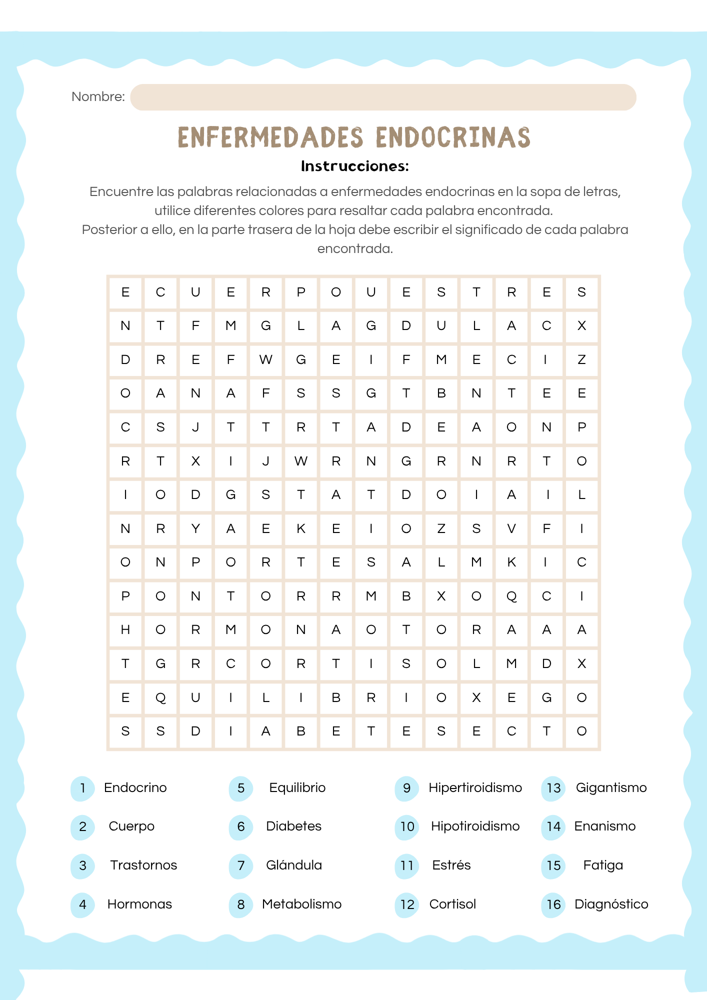 Nombre:
ENFERMEDADES ENDOCRINAS
Instrucciones:
Encuentre las palabras relacionadas a enfermedades endocrinas en la sopa de letras,
utilice diferentes colores para resaltar cada palabra encontrada.
Posterior a ello, en la parte trasera de la hoja debe escribir el significado de cada palabra
encontrada.
E C U E R P O U E S T R E S
N T F M G L A G D U L A C X
D R E F W G E I F M E C I Z
O A N A F S S G T B N T E E
C S J T T R T A D E A O N P
R T X I J W R N G R N R T O
I O D G S T A T D O I A I L
N R Y A E K E I O Z S V F I
O N P O R T E S A L M K I C
P O N T O R R M B X O Q C I
H O R M O N A O T O R A A A
T G R C O R T I S O L M D X
E Q U I L I B R I O X E G O
S S D I A B E T E S E C T O
1 Endocrino 5 Equilibrio 9 Hipertiroidismo 13 Gigantismo
2 Cuerpo 6 Diabetes 10 Hipotiroidismo 14 Enanismo
3 Trastornos 7 Glándula 11 Estrés 15 Fatiga
4 Hormonas 8 Metabolismo 12 Cortisol 16 Diagnóstico